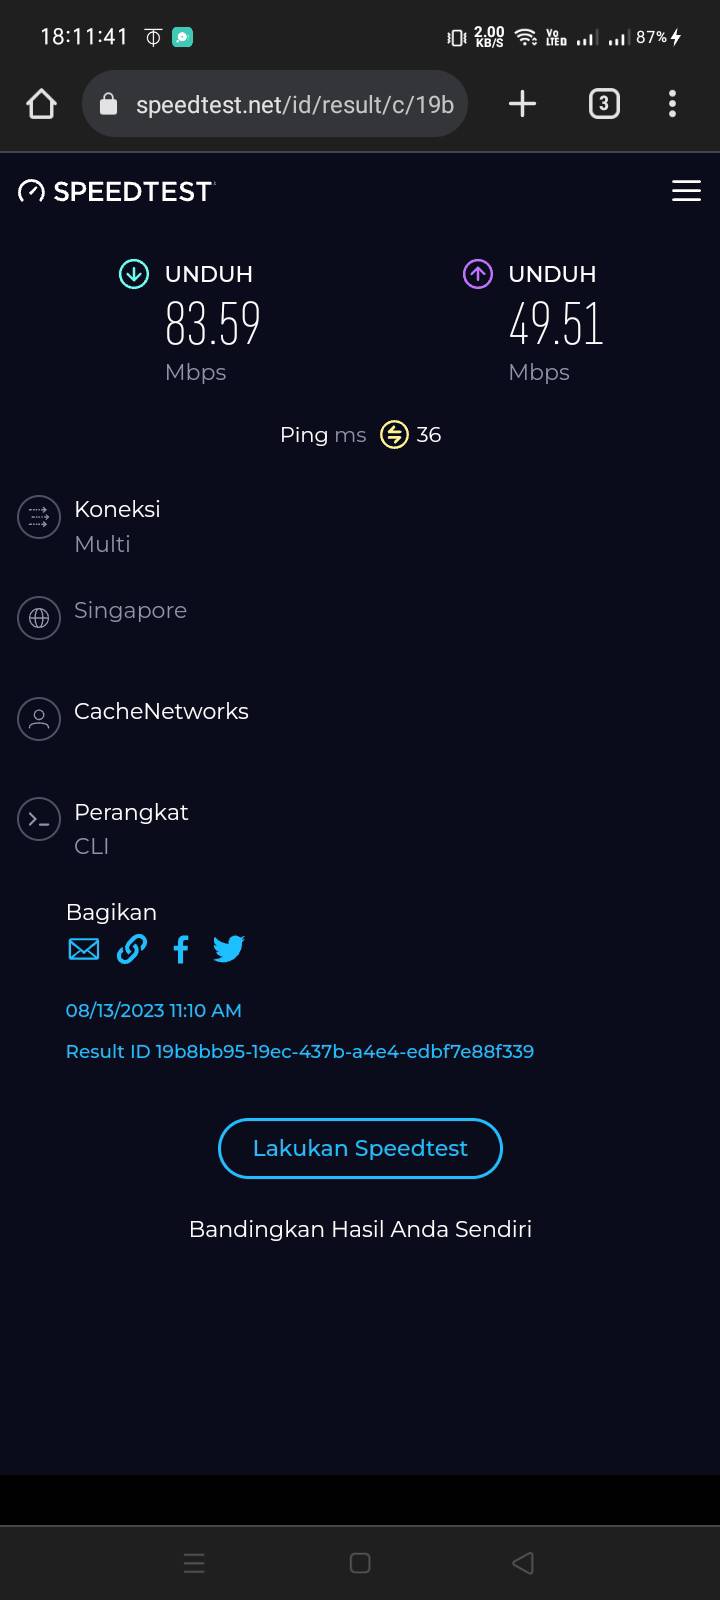 18:11:41 2.00 KB/S Vo LTE 87%
speedtest.net/id/result/c/19b 3
SPEEDTEST
UNDUH UNDUH
83.59 49.51
Mbps Mbps
Ping ms 36
Koneksi
Multi
Singapore
CacheNetworks
Perangkat
CLI
Bagikan
08/13/2023 11:10 AM
Result ID 19b8bb95-19ec-437b-a4e4-edbf7e88f339
Lakukan Speedtest
Bandingkan Hasil Anda Sendiri